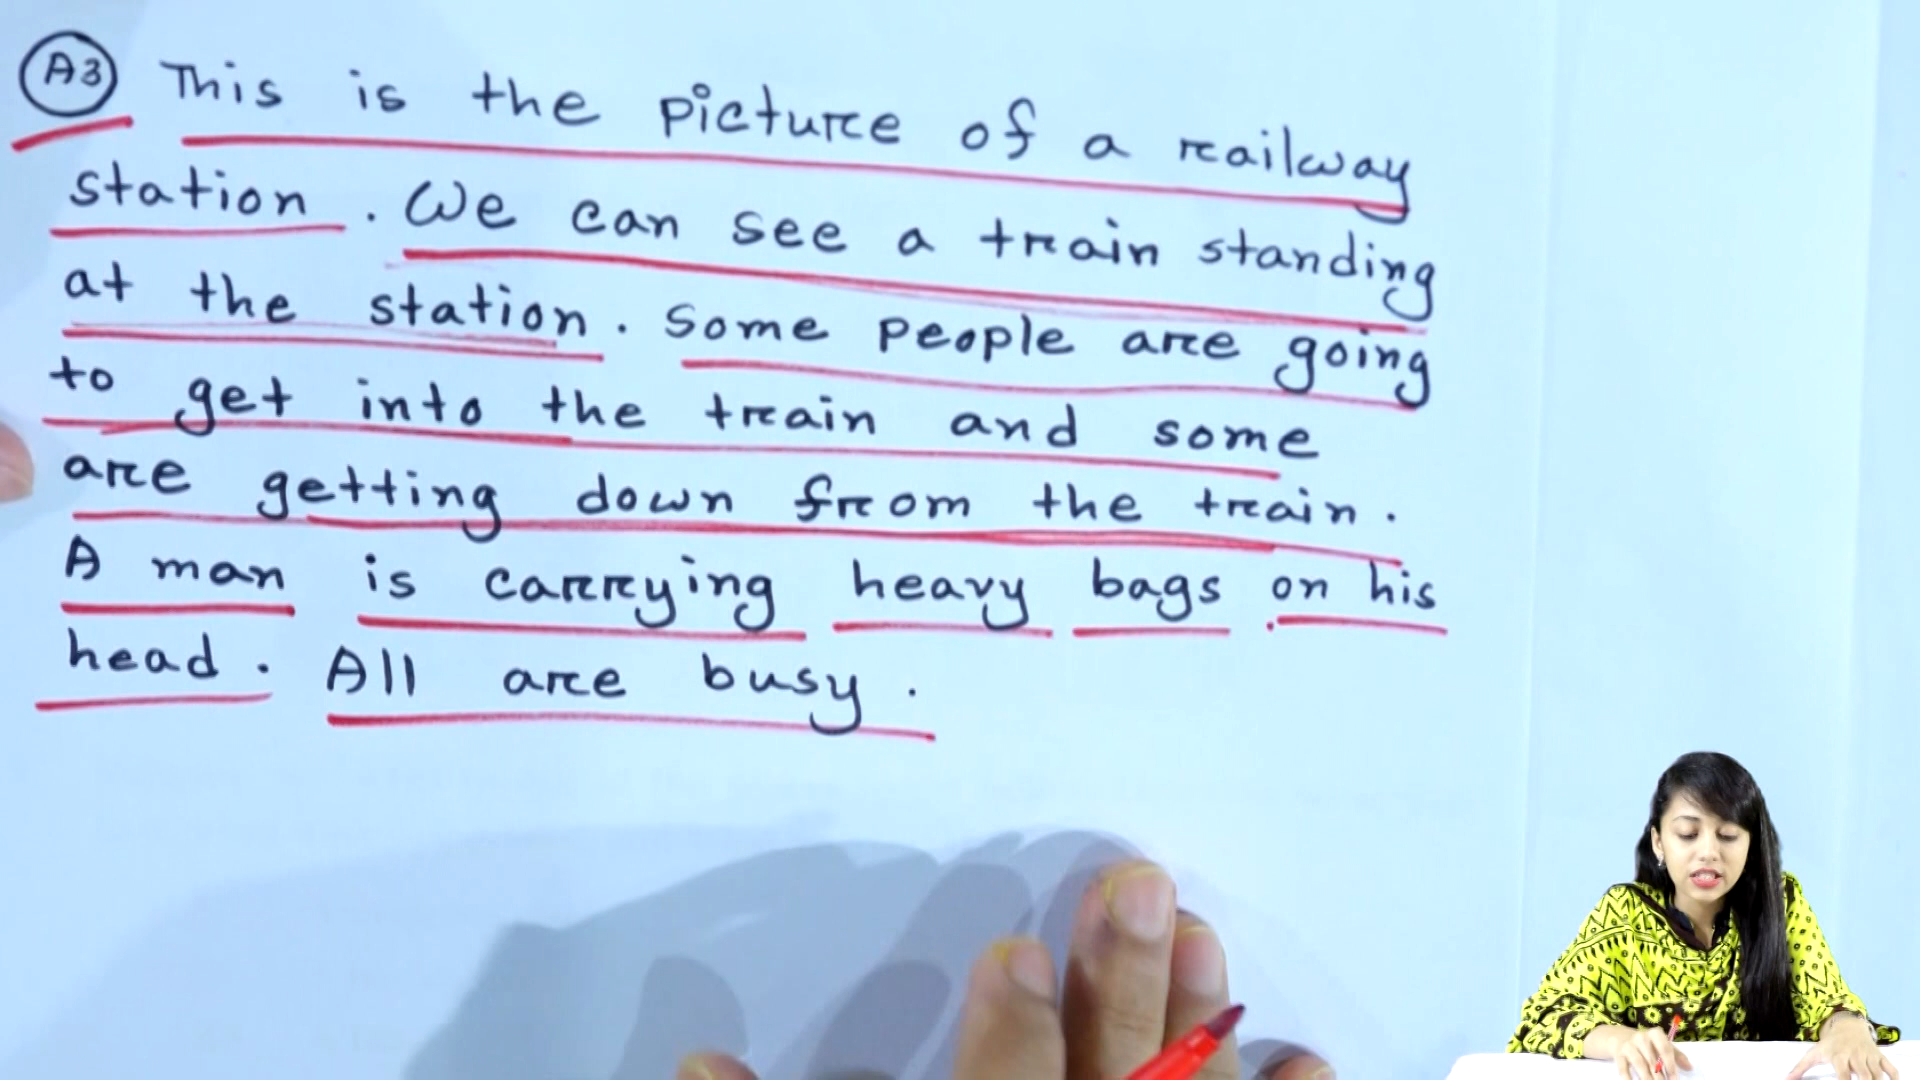 A3 This is the picture of a railway
station. We can see a train standing
at the station. Some people are going
to get into the train and some
are getting down from the train.
A man is carrying heavy bags on his
head. All are busy.